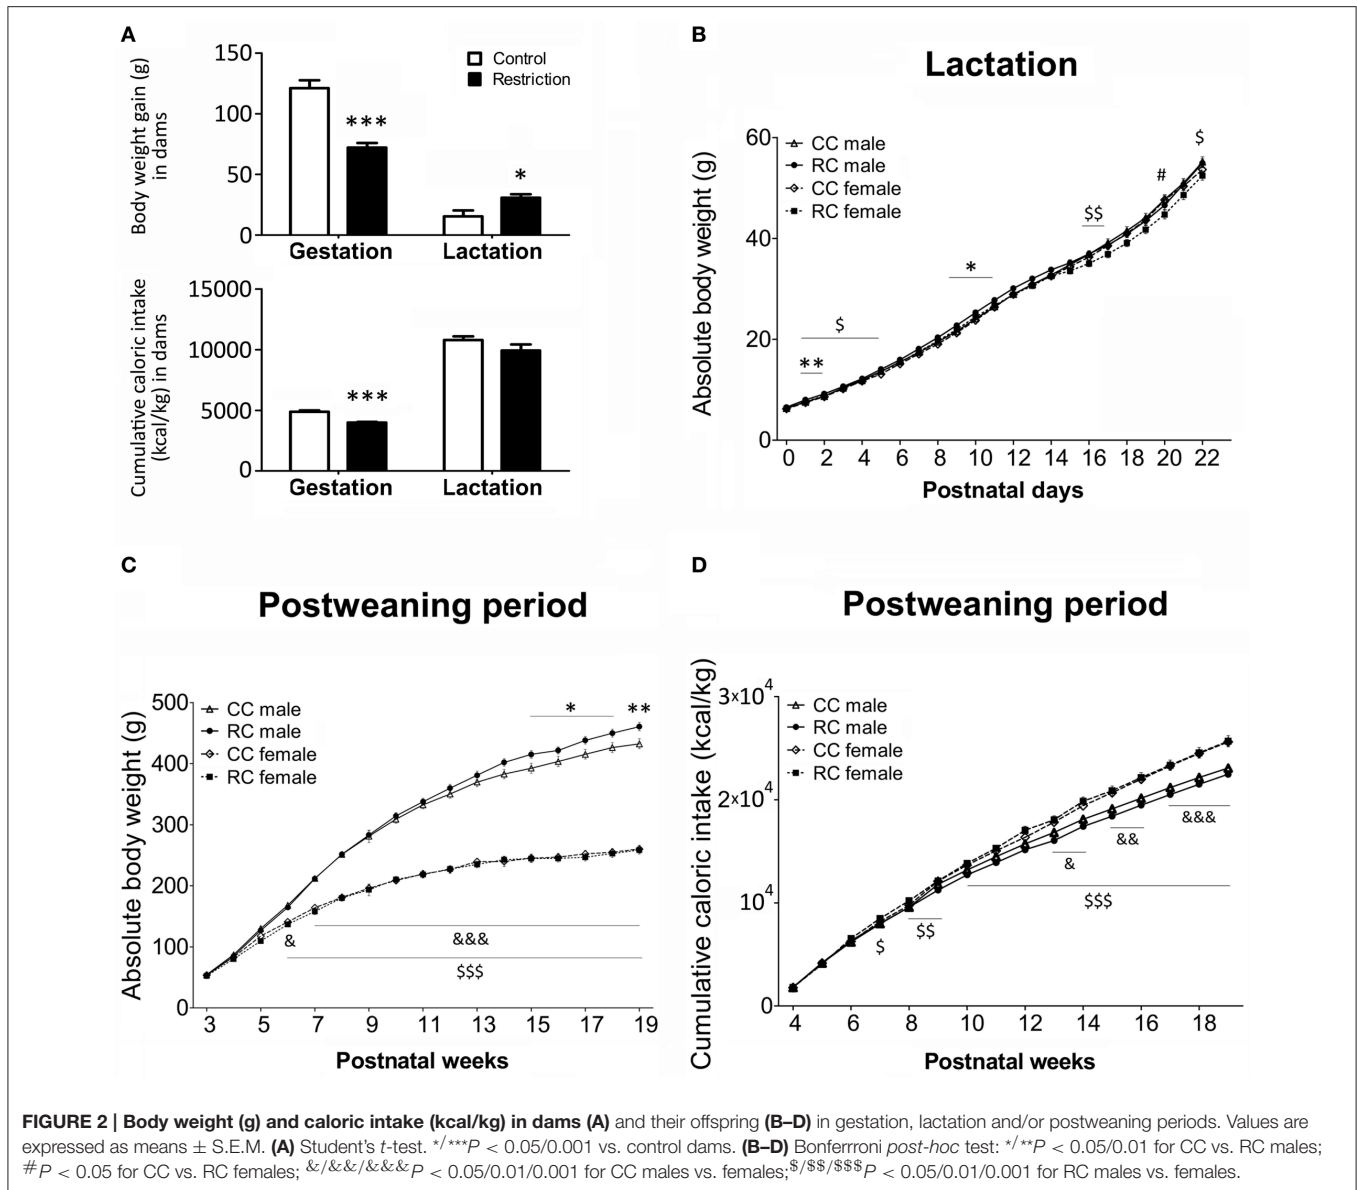 A
Body weight gain (g)
in dams
150
100
50
0
Control
Restriction
***
*
Gestation
Lactation
Cumulative caloric intake
(kcal/kg) in dams
15000
10000
5000
0
***
Gestation
Lactation
B
Lactation
Absolute body weight (g)
60
40
20
0
CC male
RC male
CC female
RC female
**
$
*
$$
#
$
0 2 4 6 8 10 12 14 16 18 20 22
Postnatal days
C
Postweaning period
Absolute body weight (g)
500
400
300
200
100
0
CC male
RC male
CC female
RC female
*
**
&
&&&
$$$
3 5 7 9 11 13 15 17 19
Postnatal weeks
D
Postweaning period
Cumulative caloric intake (kcal/kg)
3×10⁴
2×10⁴
10⁴
0
CC male
RC male
CC female
RC female
$
$$
&
&&
&&&
$$$
4 6 8 10 12 14 16 18
Postnatal weeks
FIGURE 2 | Body weight (g) and caloric intake (kcal/kg) in dams (A) and their offspring (B–D) in gestation, lactation and/or postweaning periods. Values are
expressed as means ± S.E.M. (A) Student's t-test. */***P < 0.05/0.001 vs. control dams. (B–D) Bonferrroni post-hoc test: */**P < 0.05/0.01 for CC vs. RC males;
#P < 0.05 for CC vs. RC females; &/&&/&&&P < 0.05/0.01/0.001 for CC males vs. females;$/$$/$$$P < 0.05/0.01/0.001 for RC males vs. females.